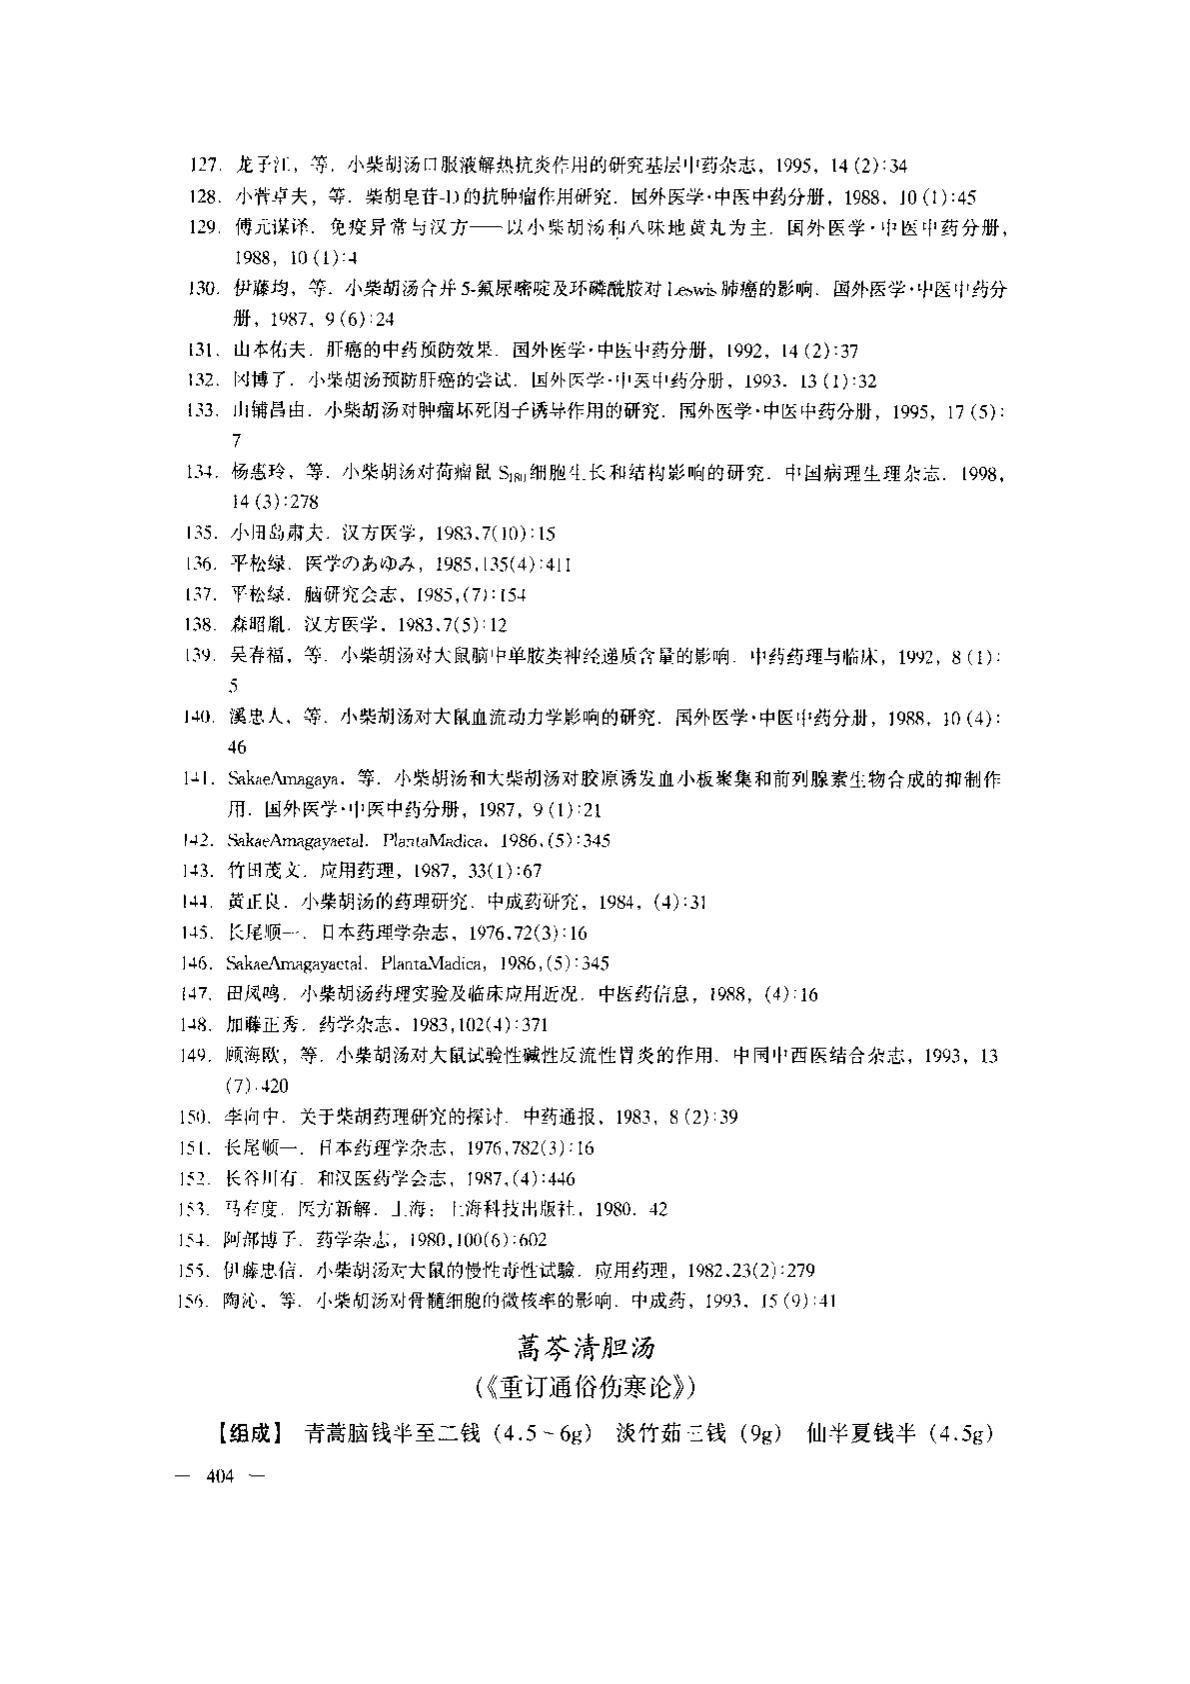 127. 龙子江，等. 小柴胡汤口服液解热抗炎作用的研究基层中药杂志，1995，14 (2):34
128. 小菅卓夫，等. 柴胡皂苷-D的抗肿瘤作用研究. 国外医学·中医中药分册，1988，10 (1):45
129. 傅元谋译. 免疫异常与汉方——以小柴胡汤和八味地黄丸为主. 国外医学·中医中药分册，
1988，10 (1):4
130. 伊藤均，等. 小柴胡汤合并5-氟尿嘧啶及环磷酰胺对Leswis肺癌的影响. 国外医学·中医中药分
册，1987，9 (6):24
131. 山本佑夫. 肝癌的中药预防效果. 国外医学·中医中药分册，1992，14 (2):37
132. 冈博子. 小柴胡汤预防肝癌的尝试. 国外医学·中医中药分册，1993. 13 (1):32
133. 山辅昌由. 小柴胡汤对肿瘤坏死因子诱导作用的研究. 国外医学·中医中药分册，1995，17 (5):
7
134. 杨惠玲，等. 小柴胡汤对荷瘤鼠 S180细胞生长和结构影响的研究. 中国病理生理杂志. 1998，
14 (3):278
135. 小田岛肃夫. 汉方医学，1983,7(10):15
136. 平松绿. 医学のあゆみ，1985,135(4):411
137. 平松绿. 脑研究会志，1985,(7):154
138. 森昭胤. 汉方医学，1983,7(5):12
139. 吴春福，等. 小柴胡汤对大鼠脑中单胺类神经递质含量的影响. 中药药理与临床，1992，8 (1):
5
140. 溪忠人，等. 小柴胡汤对大鼠血流动力学影响的研究. 国外医学·中医中药分册，1988，10 (4):
46
141. SakaeAmagaya，等. 小柴胡汤和大柴胡汤对胶原诱发血小板聚集和前列腺素生物合成的抑制作
用. 国外医学·中医中药分册，1987，9 (1):21
142. SakaeAmagayaetal. PlantaMadica，1986,(5):345
143. 竹田茂文. 应用药理，1987，33(1):67
144. 黄正良. 小柴胡汤的药理研究. 中成药研究，1984，(4):31
145. 长尾顺一. 日本药理学杂志，1976,72(3):16
146. SakaeAmagayaetal. PlantaMadica，1986,(5):345
147. 田凤鸣. 小柴胡汤药理实验及临床应用近况. 中医药信息，1988，(4):16
148. 加藤正秀. 药学杂志. 1983,102(4):371
149. 顾海欧，等. 小柴胡汤对大鼠试验性碱性反流性胃炎的作用. 中国中西医结合杂志，1993，13
(7):420
150. 李向中. 关于柴胡药理研究的探讨. 中药通报，1983，8 (2):39
151. 长尾顺一. 日本药理学杂志，1976,782(3):16
152. 长谷川有. 和汉医药学会志，1987,(4):446
153. 马有度. 医方新解. 上海：上海科技出版社，1980. 42
154. 阿部博子. 药学杂志，1980,100(6):602
155. 伊藤忠信. 小柴胡汤对大鼠的慢性毒性试验. 应用药理，1982,23(2):279
156. 陶沁，等. 小柴胡汤对骨髓细胞的微核率的影响. 中成药，1993，15 (9):41
蒿芩清胆汤
(《重订通俗伤寒论》)
【组成】 青蒿脑钱半至二钱（4.5～6g） 淡竹茹三钱（9g） 仙半夏钱半（4.5g）
— 404 —